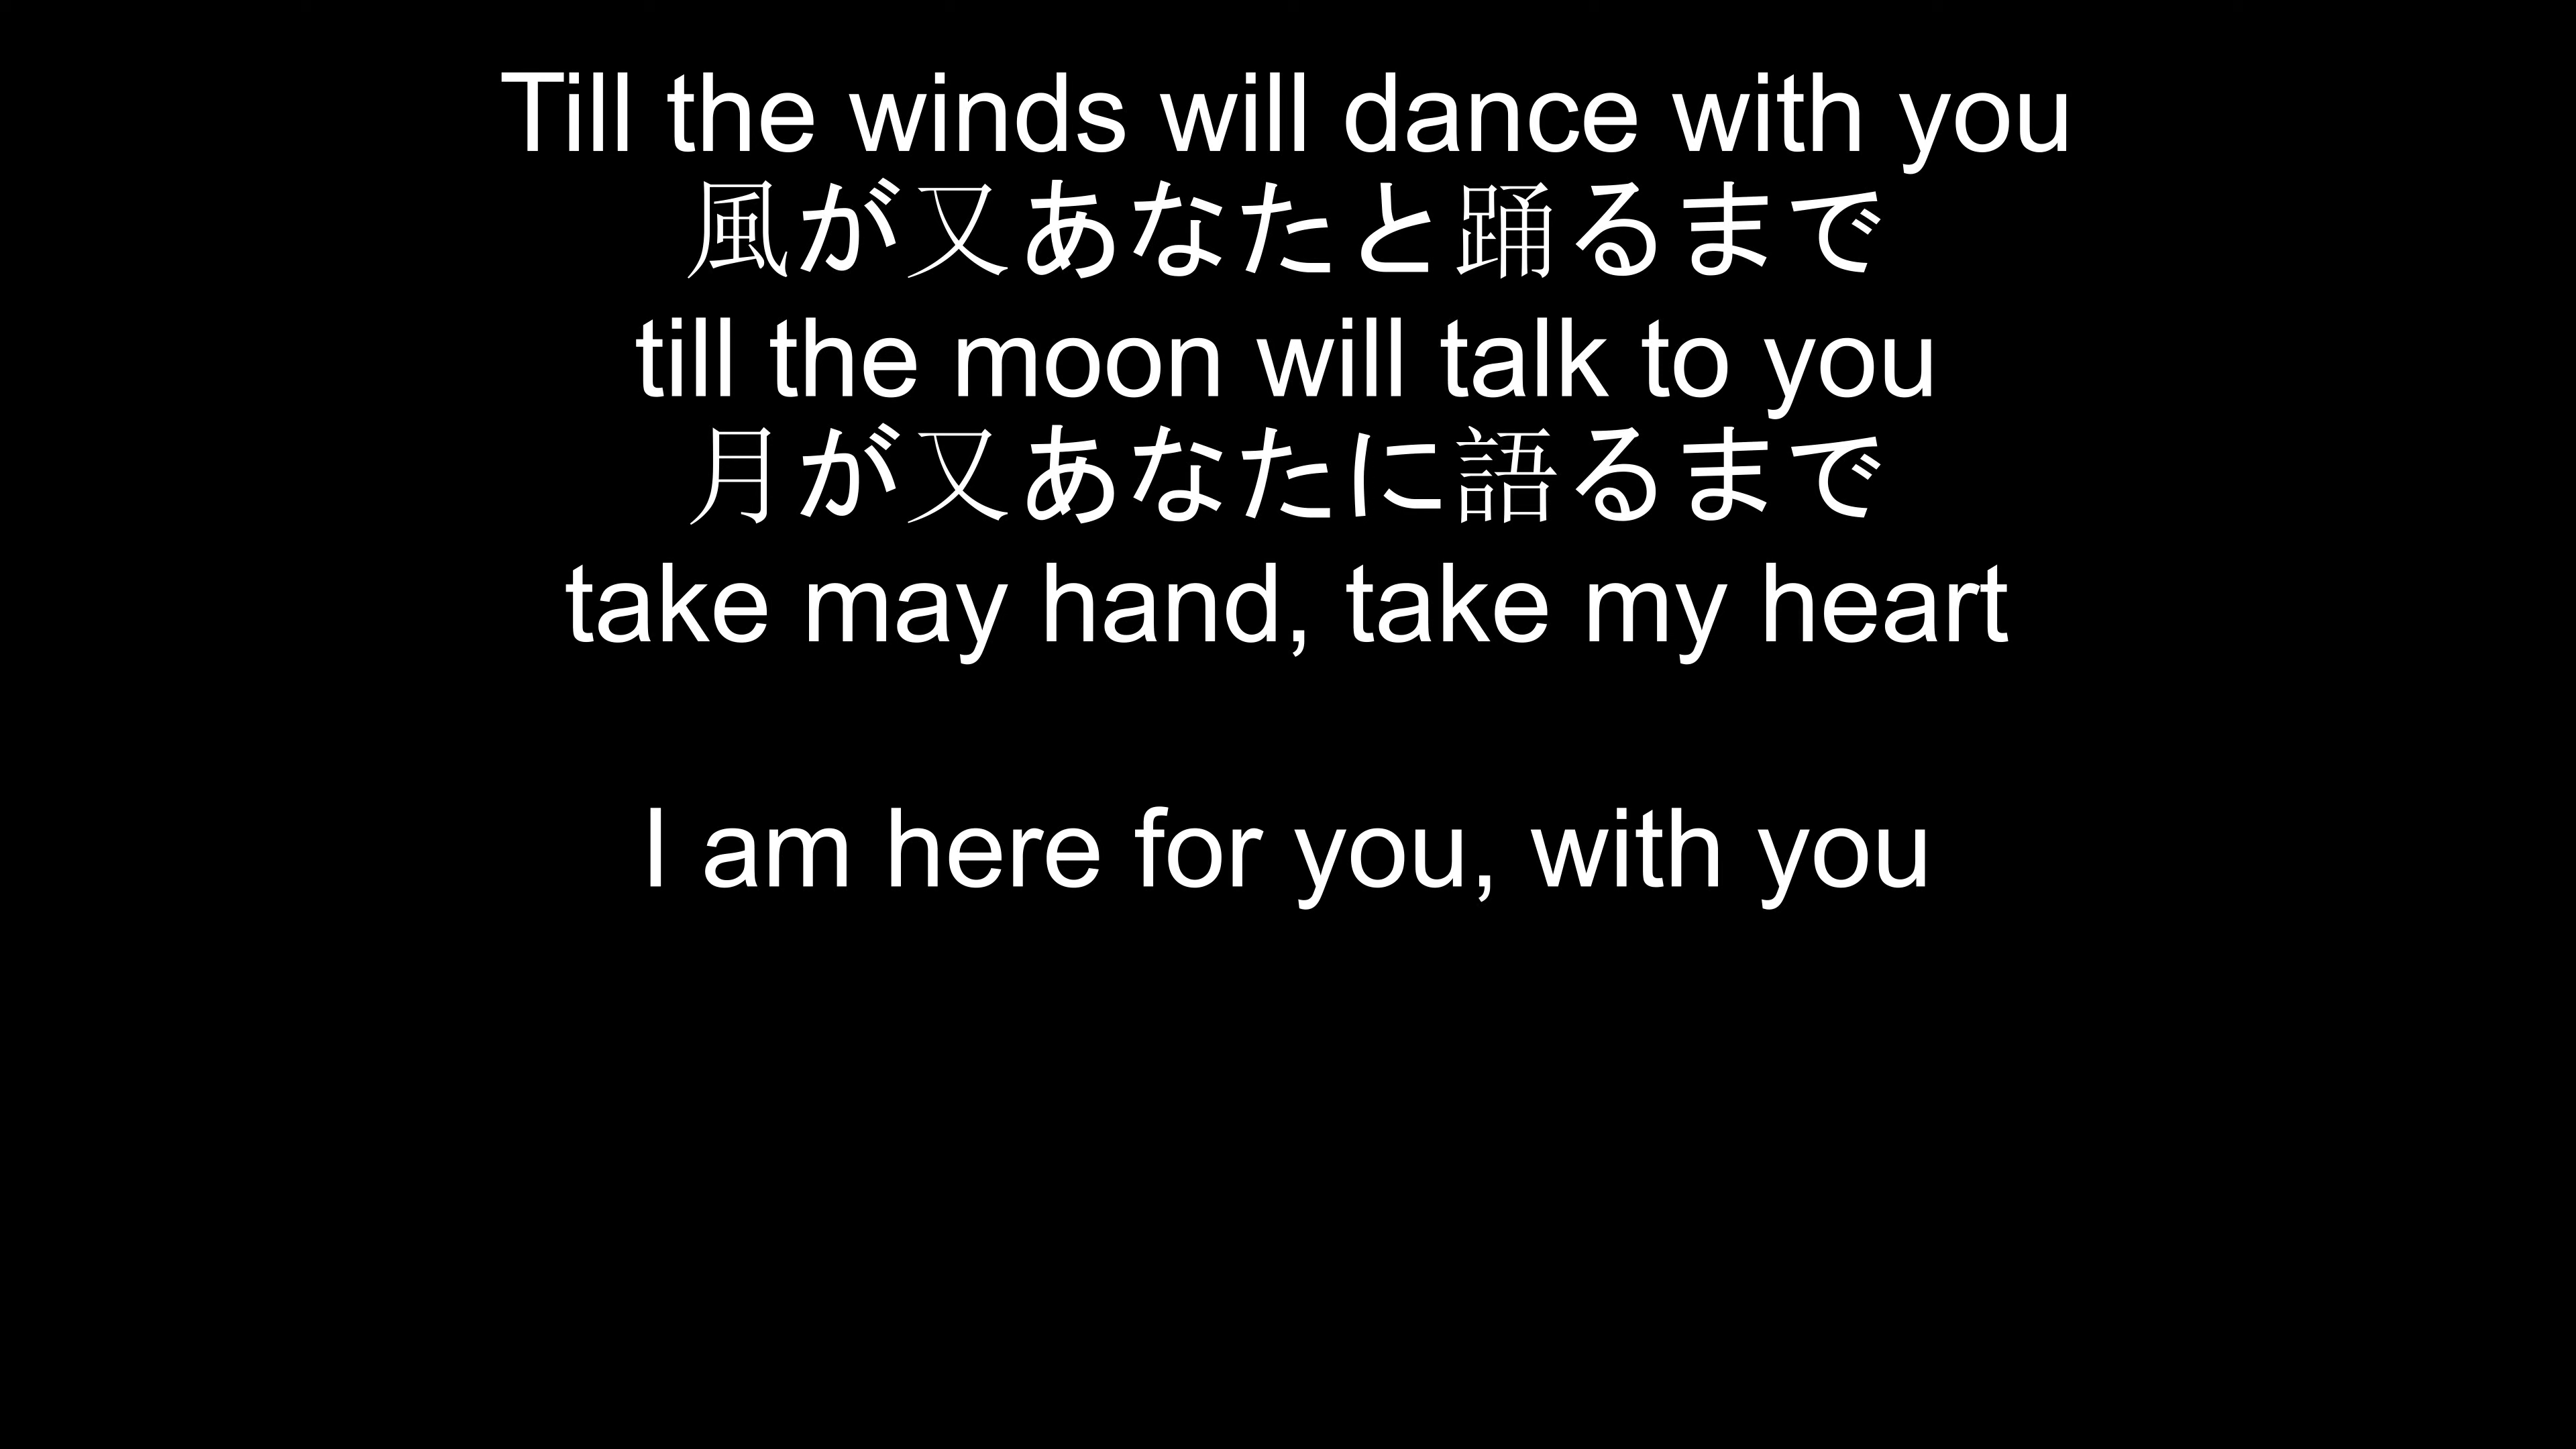 Till the winds will dance with you
風が又あなたと踊るまで
till the moon will talk to you
月が又あなたに語るまで
take may hand, take my heart
I am here for you, with you